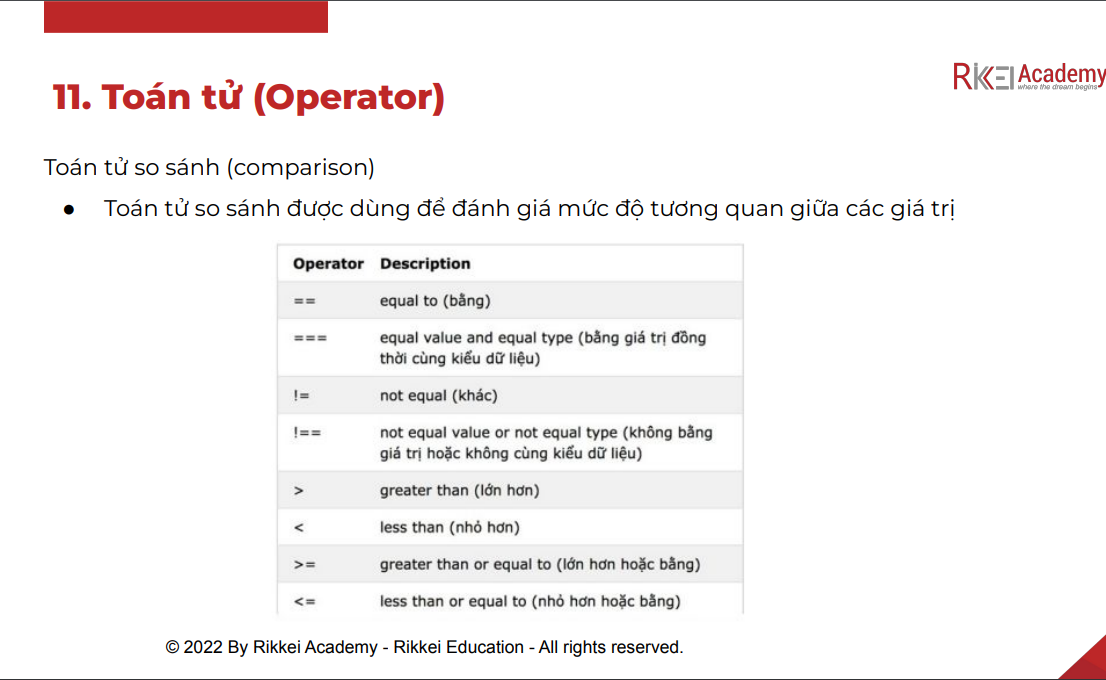 RIKKEI Academy
where the dream begins
11. Toán tử (Operator)
Toán tử so sánh (comparison)
● Toán tử so sánh được dùng để đánh giá mức độ tương quan giữa các giá trị
Operator Description
== equal to (bằng)
=== equal value and equal type (bằng giá trị đồng
thời cùng kiểu dữ liệu)
!= not equal (khác)
!== not equal value or not equal type (không bằng
giá trị hoặc không cùng kiểu dữ liệu)
> greater than (lớn hơn)
< less than (nhỏ hơn)
>= greater than or equal to (lớn hơn hoặc bằng)
<= less than or equal to (nhỏ hơn hoặc bằng)
© 2022 By Rikkei Academy - Rikkei Education - All rights reserved.